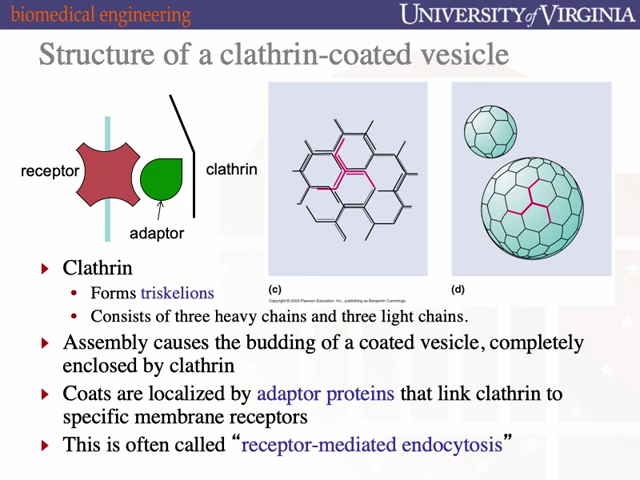 biomedical engineering
UNIVERSITY of VIRGINIA
Structure of a clathrin-coated vesicle
receptor
clathrin
adaptor
(c)
(d)
Copyright © 2003 Pearson Education, Inc., publishing as Benjamin Cummings.
Clathrin
Forms triskelions
Consists of three heavy chains and three light chains.
Assembly causes the budding of a coated vesicle, completely
enclosed by clathrin
Coats are localized by adaptor proteins that link clathrin to
specific membrane receptors
This is often called “receptor-mediated endocytosis”